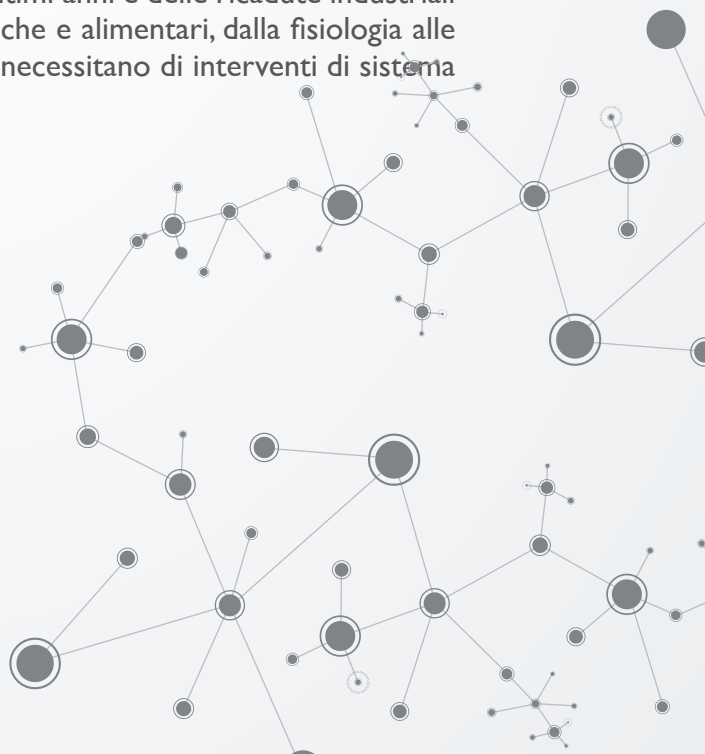 che e alimentari, dalla fisiologia alle
necessitano di interventi di sistema